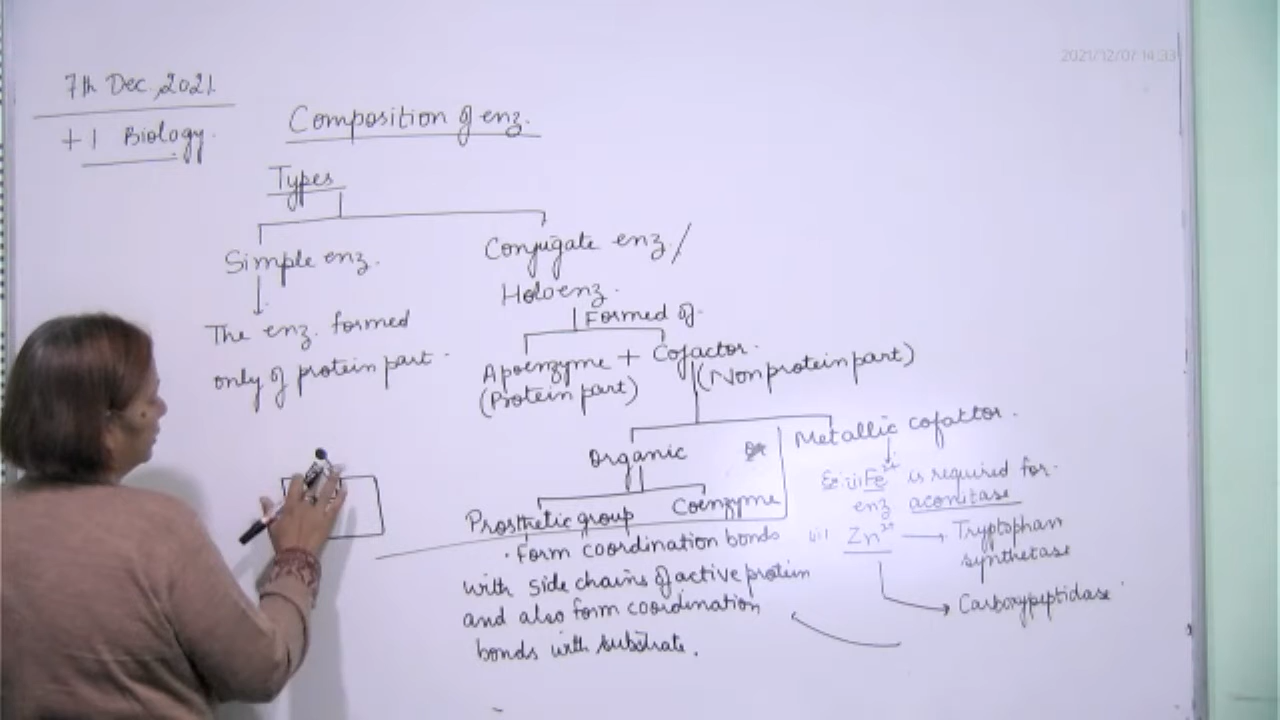 2021/12/07 14:33
7th Dec, 2021.
+1 Biology.
Composition of enz.
Types
Simple enz.
The enz. formed
only of protein part.
Conjugate enz/
Holoenz.
Formed of.
Apoenzyme + Cofactor.
(Protein part)
(Nonprotein part)
Organic
Metallic cofactor.
Prosthetic group
Coenzyme
Fe²⁺ is required for
enz aconitase
Zn²⁺ → Tryptophan
synthetase
Carboxypeptidase
. Form coordination bonds
with side chains of active protein
and also form coordination
bonds with substrate.